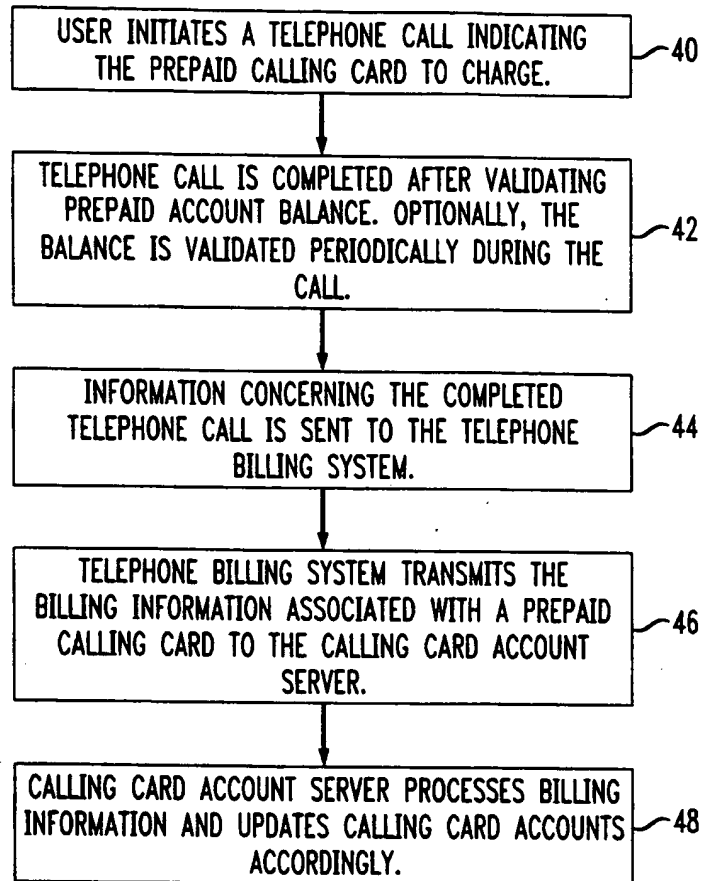 USER INITIATES A TELEPHONE CALL INDICATING
THE PREPAID CALLING CARD TO CHARGE.
40
TELEPHONE CALL IS COMPLETED AFTER VALIDATING
PREPAID ACCOUNT BALANCE. OPTIONALLY, THE
BALANCE IS VALIDATED PERIODICALLY DURING THE
CALL.
42
INFORMATION CONCERNING THE COMPLETED
TELEPHONE CALL IS SENT TO THE TELEPHONE
BILLING SYSTEM.
44
TELEPHONE BILLING SYSTEM TRANSMITS THE
BILLING INFORMATION ASSOCIATED WITH A PREPAID
CALLING CARD TO THE CALLING CARD ACCOUNT
SERVER.
46
CALLING CARD ACCOUNT SERVER PROCESSES BILLING
INFORMATION AND UPDATES CALLING CARD ACCOUNTS
ACCORDINGLY.
48